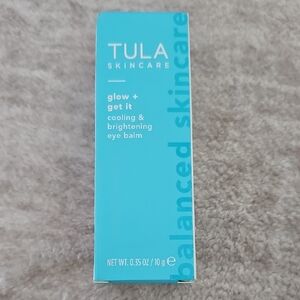 TULA
SKINCARE
glow +
get it
cooling &
brightening
eye balm
NET WT. 0.35 OZ / 10 g ℮
balanced skincare